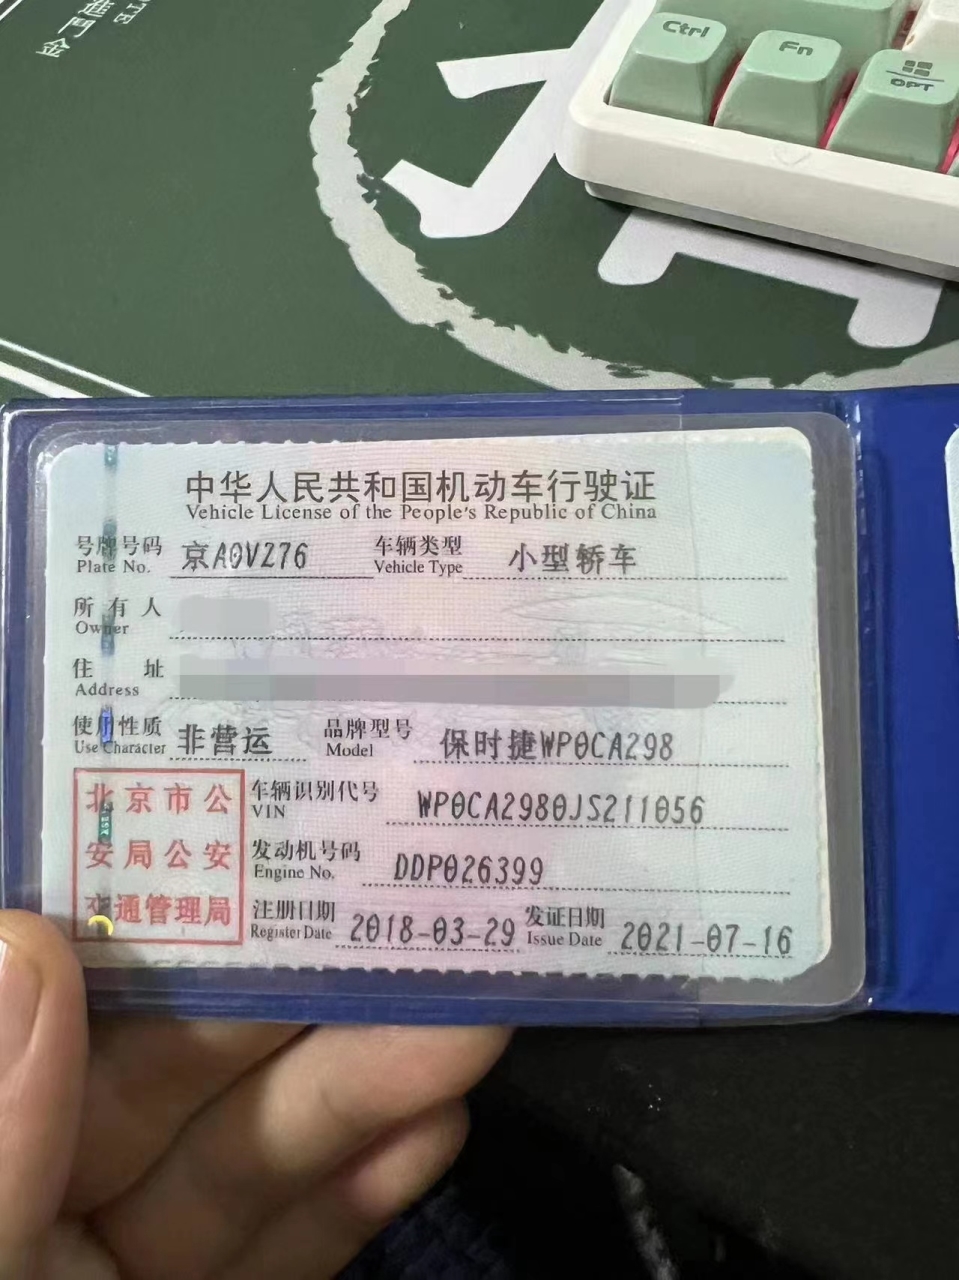 Ctrl
Fn
OPT
中华人民共和国机动车行驶证
Vehicle License of the People's Republic of China
号牌号码 京A0V276 车辆类型 小型轿车
Plate No. Vehicle Type
所有人
Owner
住址
Address
使用性质 非营运 品牌型号 保时捷WP0CA298
Use Character Model
北京市公
安局公安
交通管理局
车辆识别代号 WP0CA2980JS211056
VIN
发动机号码 DDP026399
Engine No.
注册日期 2018-03-29 发证日期 2021-07-16
Register Date Issue Date